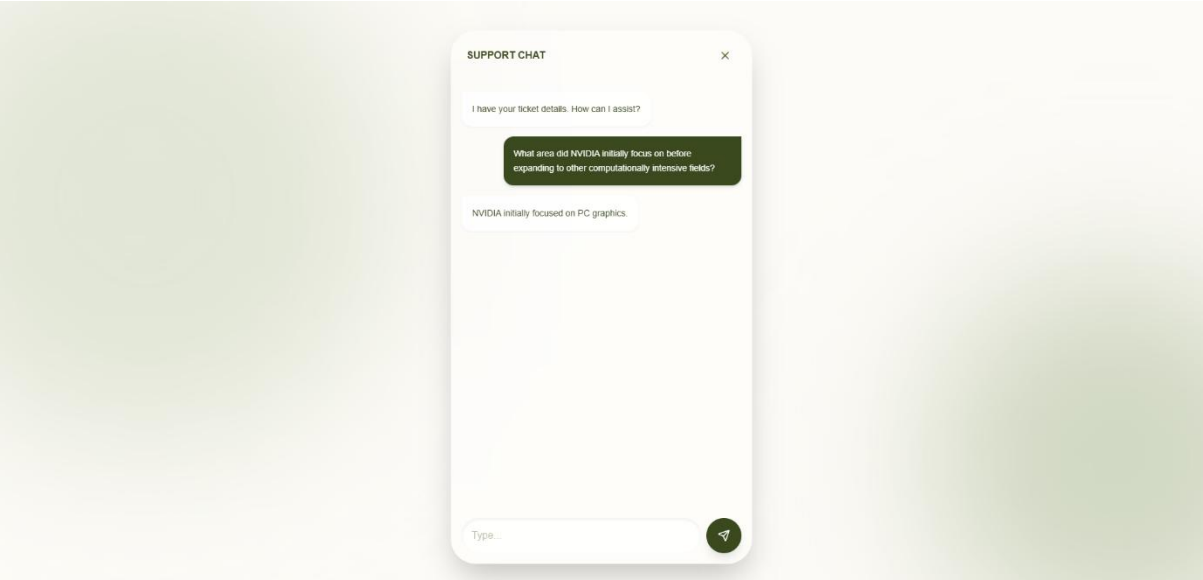 SUPPORT CHAT
I have your ticket details. How can I assist?
What area did NVIDIA initially focus on before
expanding to other computationally intensive fields?
NVIDIA initially focused on PC graphics.
Type...